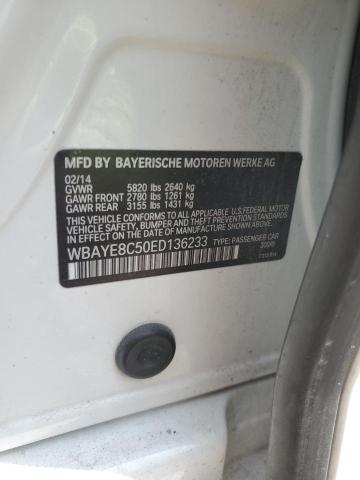 MFD BY BAYERISCHE MOTOREN WERKE AG
02/14
GVWR 5820 lbs 2640 kg
GAWR FRONT 2780 lbs 1261 kg
GAWR REAR 3155 lbs 1431 kg
THIS VEHICLE CONFORMS TO ALL APPLICABLE U.S. FEDERAL MOTOR
VEHICLE SAFETY, BUMPER AND THEFT PREVENTION STANDARDS
IN EFFECT ON THE DATE OF MANUFACTURE SHOWN ABOVE.
WBAYE8C50ED136233 TYPE: PASSENGER CAR